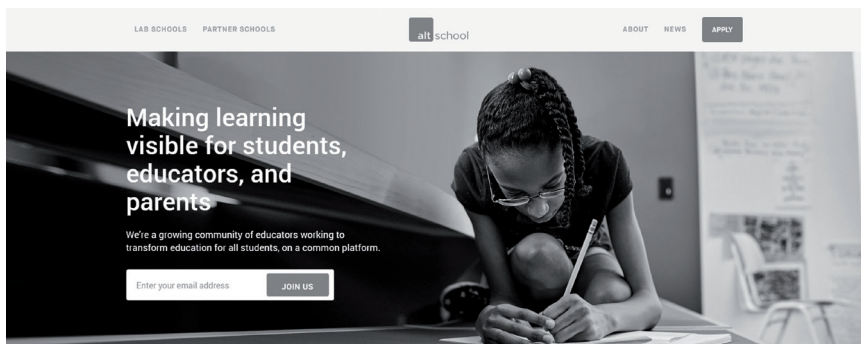 LAB SCHOOLS PARTNER SCHOOLS
alt school
ABOUT NEWS APPLY
Making learning
visible for students,
educators, and
parents
We're a growing community of educators working to
transform education for all students, on a common platform.
Enter your email address JOIN US